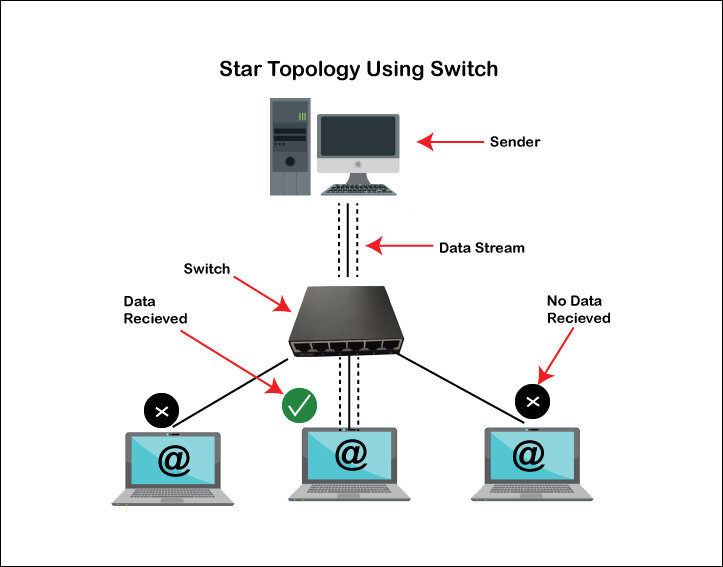 Star Topology Using Switch
Sender
Data Stream
Switch
Data
Recieved
No Data
Recieved
@
@
@